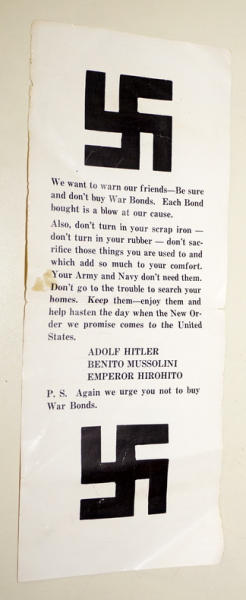 We want to warn our friends—Be sure
and don't buy War Bonds. Each Bond
bought is a blow at our cause.
Also, don't turn in your scrap iron —
don't turn in your rubber — don't sac-
rifice those things you are used to and
which add so much to your comfort.
Your Army and Navy don't need them.
Don't go to the trouble to search your
homes. Keep them—enjoy them and
help hasten the day when the New Or-
der we promise comes to the United
States.
ADOLF HITLER
BENITO MUSSOLINI
EMPEROR HIROHITO
P. S. Again we urge you not to buy
War Bonds.